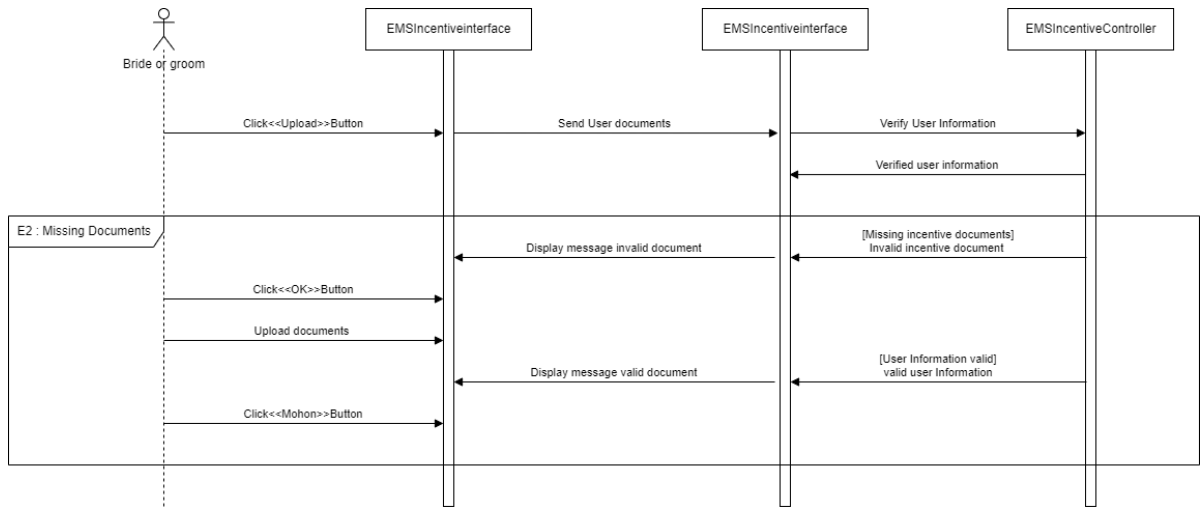 EMSIncentiveinterface
EMSIncentiveinterface
EMSIncentiveController
Bride or groom
Click<<Upload>>Button
Send User documents
Verify User Information
Verified user information
E2 : Missing Documents
[Missing incentive documents]
Display message invalid document
Invalid incentive document
Click<<OK>>Button
Upload documents
[User Information valid]
Display message valid document
valid user Information
Click<<Mohon>>Button